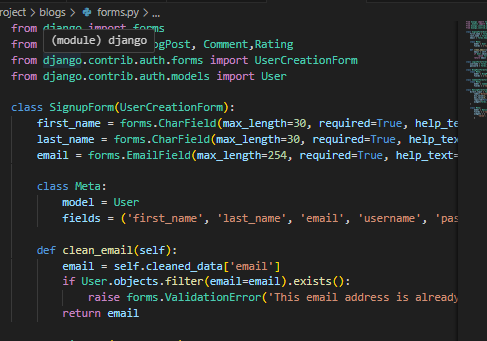 roject > blogs > forms.py > ...
from django import forms
from ogPost, Comment,Rating
(module) django
from django.contrib.auth.forms import UserCreationForm
from django.contrib.auth.models import User
class SignupForm(UserCreationForm):
first_name = forms.CharField(max_length=30, required=True, help_tex
last_name = forms.CharField(max_length=30, required=True, help_tex
email = forms.EmailField(max_length=254, required=True, help_text=
class Meta:
model = User
fields = ('first_name', 'last_name', 'email', 'username', 'pas
def clean_email(self):
email = self.cleaned_data['email']
if User.objects.filter(email=email).exists():
raise forms.ValidationError('This email address is already
return email